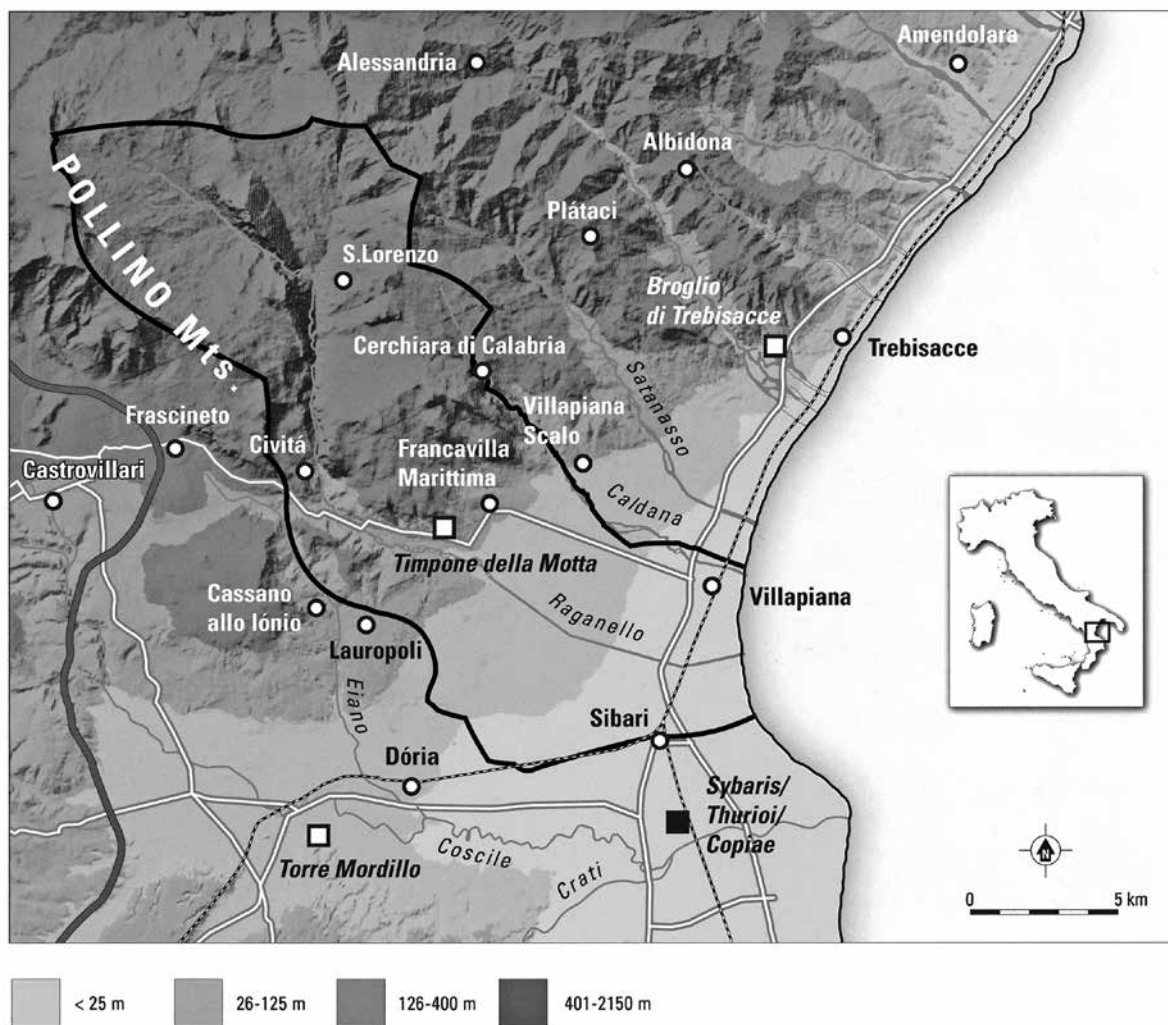 Amendolara
Alessandria
Albidona
Plátaci
POLLINO Mts.
S.Lorenzo
Broglio
di Trebisacce
Trebisacce
Cerchiara di Calabria
Satanasso
Villapiana
Scalo
Frascineto
Civitá
Francavilla
Marittima
Castrovillari
Caldana
Timpone della Motta
Villapiana
Cassano
allo Iónio
Raganello
Lauropoli
Eiano
Sibari
Dória
Sybaris/
Thurioi/
Copiae
Coscile
Torre Mordillo
Crati
N
0 5 km
< 25 m 26-125 m 126-400 m 401-2150 m